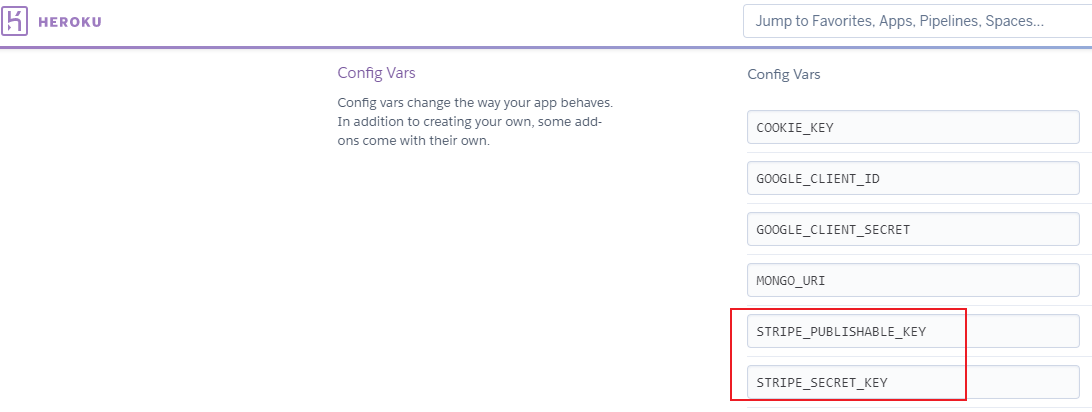 HEROKU
Jump to Favorites, Apps, Pipelines, Spaces...
Config Vars
Config vars change the way your app behaves.
In addition to creating your own, some add-
ons come with their own.
Config Vars
COOKIE_KEY
GOOGLE_CLIENT_ID
GOOGLE_CLIENT_SECRET
MONGO_URI
STRIPE_PUBLISHABLE_KEY
STRIPE_SECRET_KEY